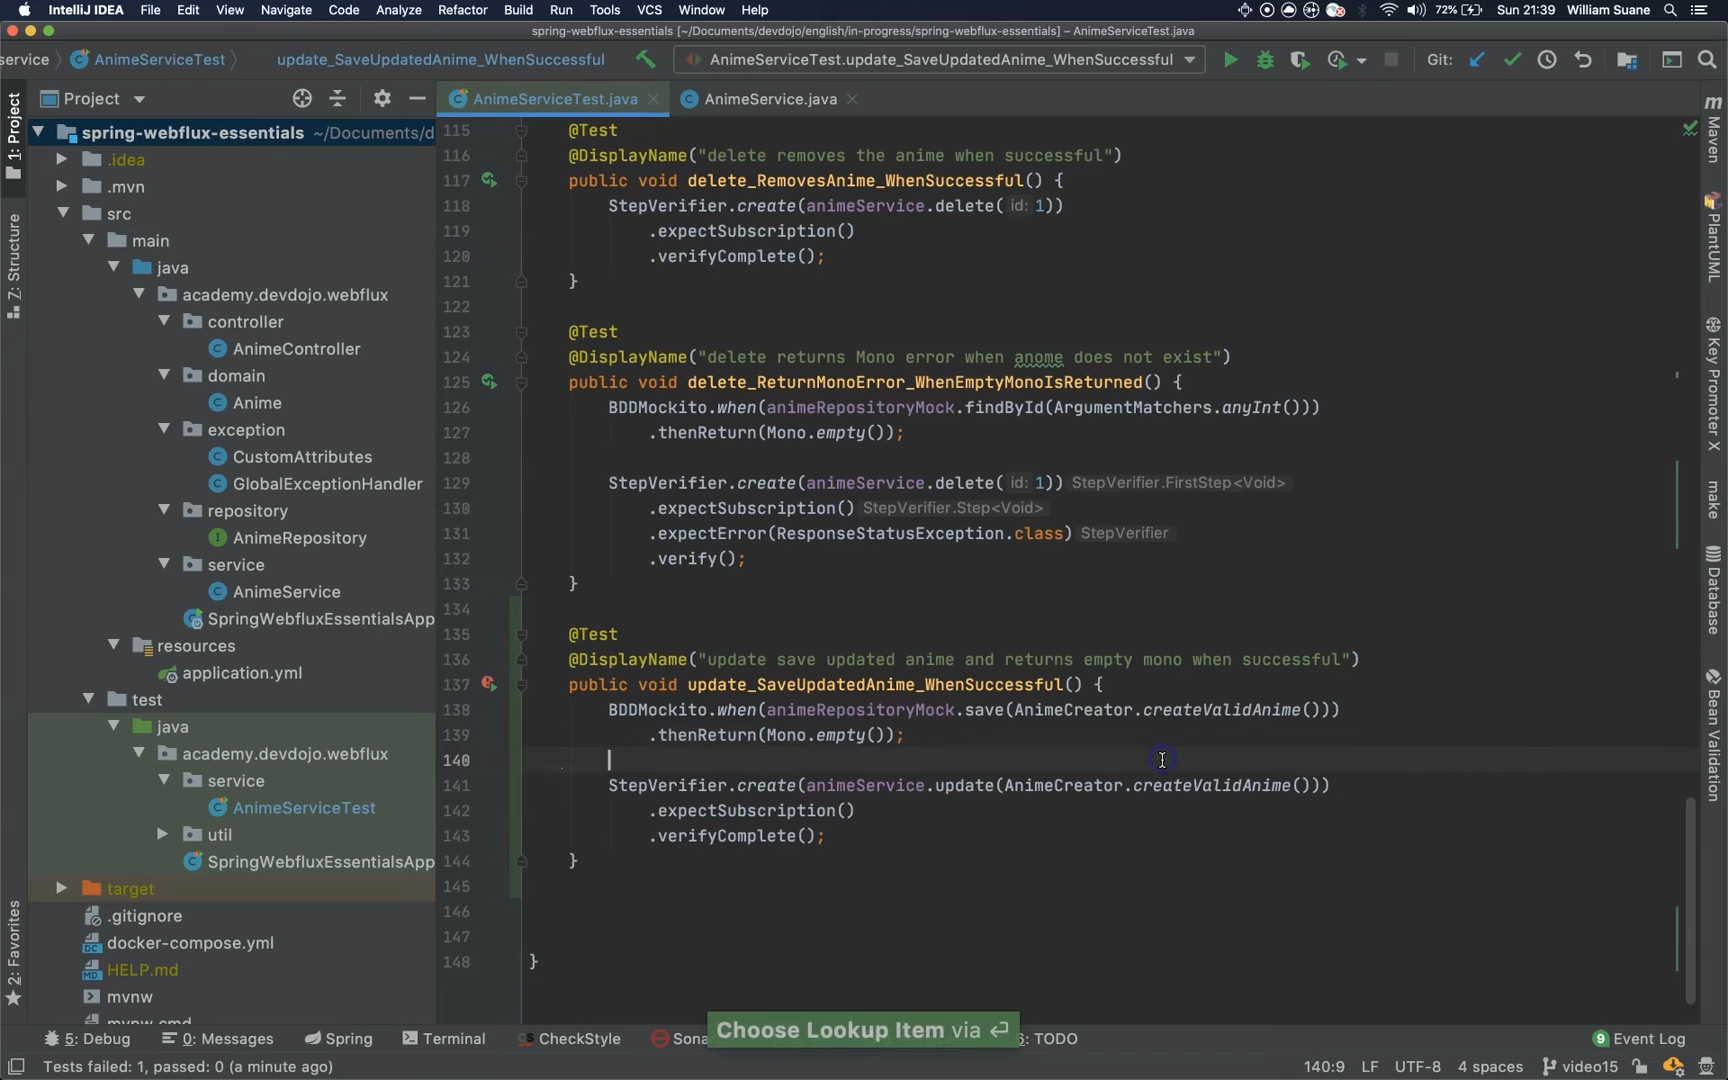 IntelliJ IDEA File Edit View Navigate Code Analyze Refactor Build Run Tools VCS Window Help 72% Sun 21:39 William Suane
spring-webflux-essentials [~/Documents/devdojo/english/in-progress/spring-webflux-essentials] – AnimeServiceTest.java
service AnimeServiceTest update_SaveUpdatedAnime_WhenSuccessful AnimeServiceTest.update_SaveUpdatedAnime_WhenSuccessful Git:
Project AnimeServiceTest.java AnimeService.java
1: Project
Z: Structure
2: Favorites
spring-webflux-essentials ~/Documents/d
.idea
.mvn
src
main
java
academy.devdojo.webflux
controller
AnimeController
domain
Anime
exception
CustomAttributes
GlobalExceptionHandler
repository
AnimeRepository
service
AnimeService
SpringWebfluxEssentialsApp
resources
application.yml
test
java
academy.devdojo.webflux
service
AnimeServiceTest
util
SpringWebfluxEssentialsApp
target
.gitignore
docker-compose.yml
HELP.md
mvnw
mvnw.cmd
115 @Test
116 @DisplayName("delete removes the anime when successful")
117 public void delete_RemovesAnime_WhenSuccessful() {
118 StepVerifier.create(animeService.delete( id: 1))
119 .expectSubscription()
120 .verifyComplete();
121 }
122
123 @Test
124 @DisplayName("delete returns Mono error when anome does not exist")
125 public void delete_ReturnMonoError_WhenEmptyMonoIsReturned() {
126 BDDMockito.when(animeRepositoryMock.findById(ArgumentMatchers.anyInt()))
127 .thenReturn(Mono.empty());
128
129 StepVerifier.create(animeService.delete( id: 1)) StepVerifier.FirstStep<Void>
130 .expectSubscription() StepVerifier.Step<Void>
131 .expectError(ResponseStatusException.class) StepVerifier
132 .verify();
133 }
134
135 @Test
136 @DisplayName("update save updated anime and returns empty mono when successful")
137 public void update_SaveUpdatedAnime_WhenSuccessful() {
138 BDDMockito.when(animeRepositoryMock.save(AnimeCreator.createValidAnime()))
139 .thenReturn(Mono.empty());
140
141 StepVerifier.create(animeService.update(AnimeCreator.createValidAnime()))
142 .expectSubscription()
143 .verifyComplete();
144 }
145
146
147
148 }
m
Maven
PlantUML
Key Promoter X
make
Database
Bean Validation
Choose Lookup Item via ⏎
5: Debug 0: Messages Spring Terminal CheckStyle Sona 6: TODO 9 Event Log
Tests failed: 1, passed: 0 (a minute ago) 140:9 LF UTF-8 4 spaces video15